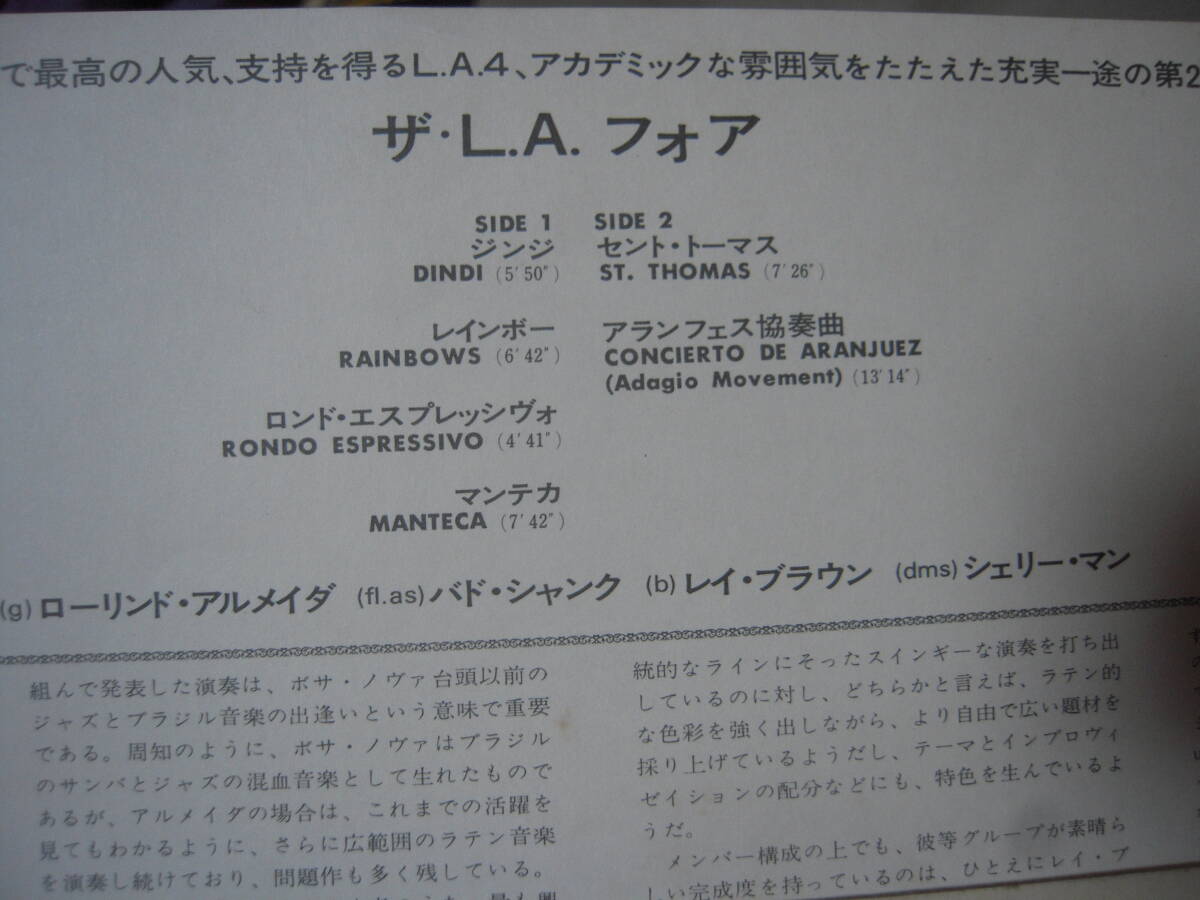 で最高の人気、支持を得るL.A.4、アカデミックな雰囲気をたたえた充実一途の第2
ザ・L.A. フォア
SIDE 1
ジンジ
DINDI (5'50")
レインボー
RAINBOWS (6'42")
ロンド・エスプレッシヴォ
RONDO ESPRESSIVO (4'41")
マンテカ
MANTECA (7'42")
SIDE 2
セント・トーマス
ST. THOMAS (7'26")
アランフェス協奏曲
CONCIERTO DE ARANJUEZ
(Adagio Movement) (13'14")
(g) ローリンド・アルメイダ (fl.as) バド・シャンク (b) レイ・ブラウン (dms) シェリー・マン
組んで発表した演奏は、ボサ・ノヴァ台頭以前の
ジャズとブラジル音楽の出逢いという意味で重要
である。周知のように、ボサ・ノヴァはブラジル
のサンバとジャズの混血音楽として生れたもので
あるが、アルメイダの場合は、これまでの活躍を
見てもわかるように、さらに広範囲のラテン音楽
を演奏し続けており、問題作も多く残している。
統的なラインにそったスインギーな演奏を打ち出
しているのに対し、どちらかと言えば、ラテン的
な色彩を強く出しながら、より自由で広い題材を
採り上げているようだし、テーマとインプロヴィ
ゼイションの配分などにも、特色を生んでいるよ
うだ。
メンバー構成の上でも、彼等グループが素晴ら
しい完成度を持っているのは、ひとえにレイ・ブ